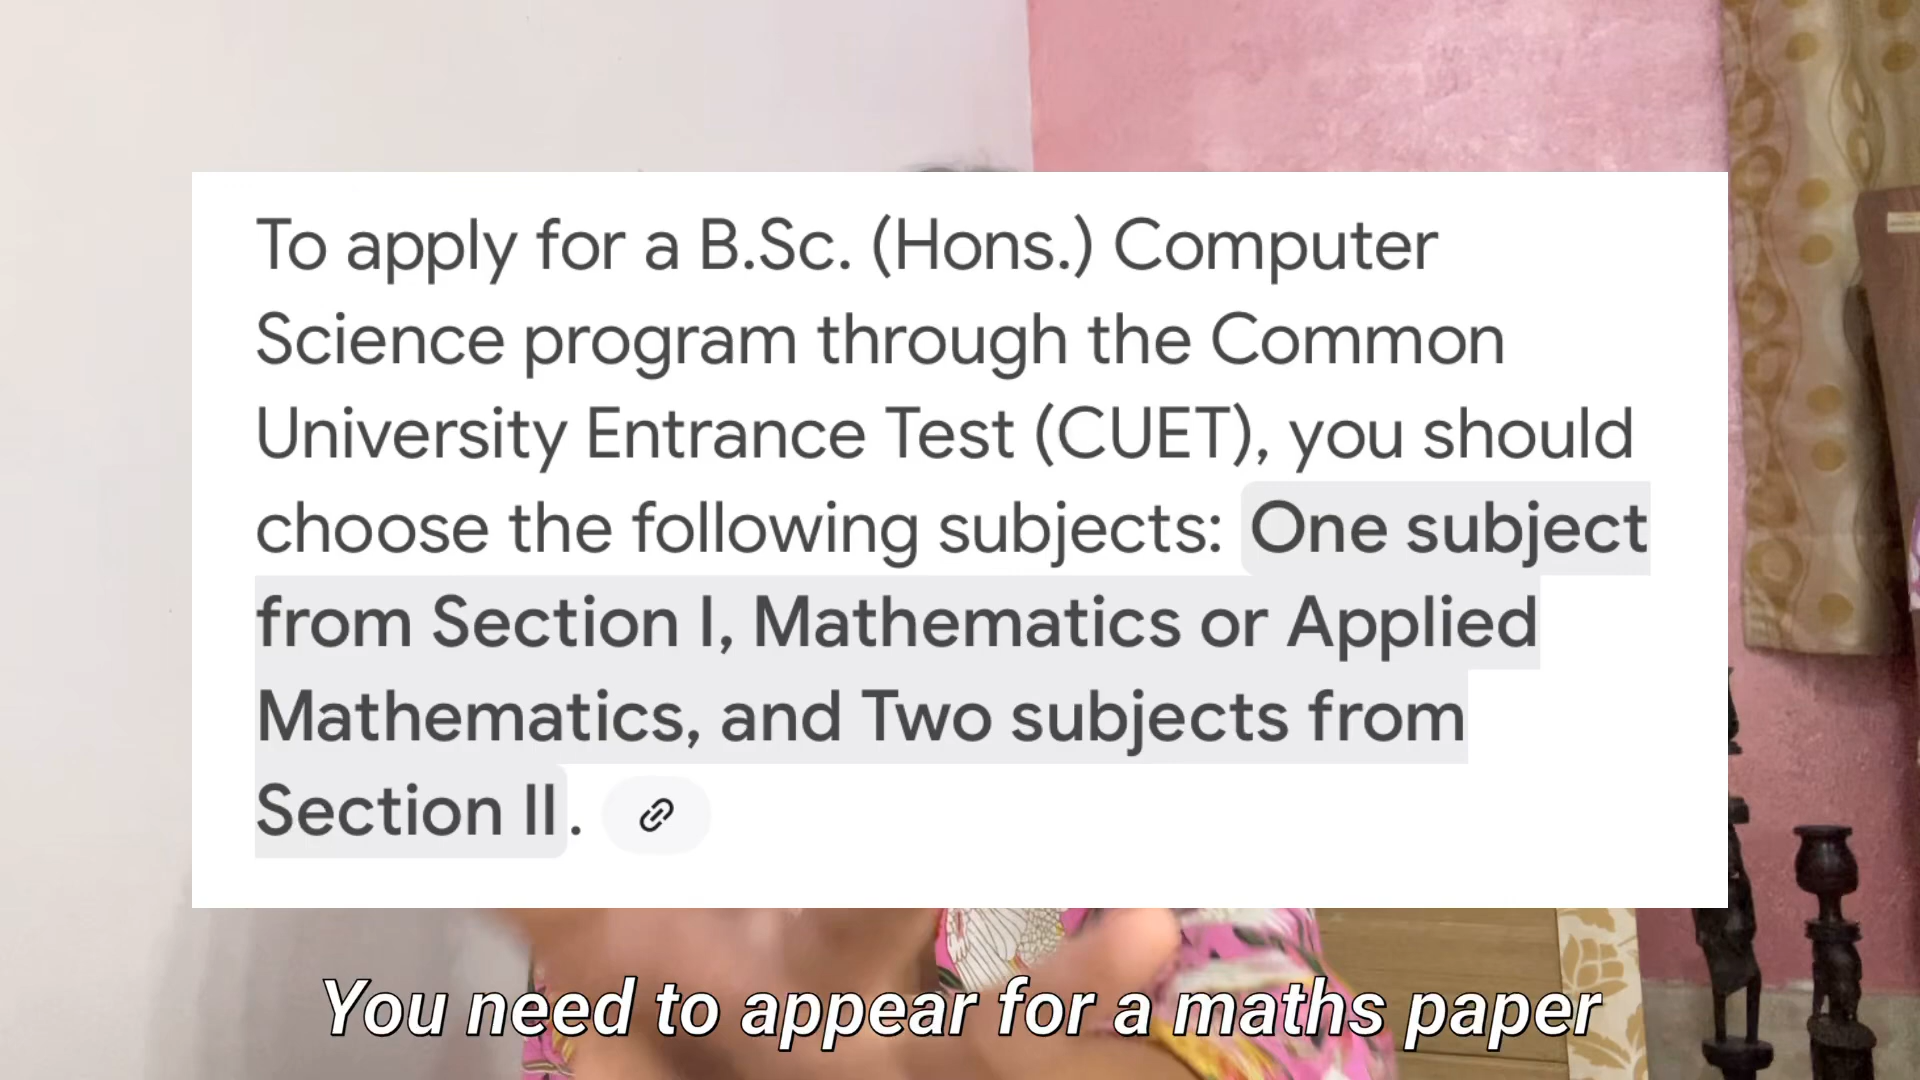 To apply for a B.Sc. (Hons.) Computer
Science program through the Common
University Entrance Test (CUET), you should
choose the following subjects: One subject
from Section I, Mathematics or Applied
Mathematics, and Two subjects from
Section II.
You need to appear for a maths paper